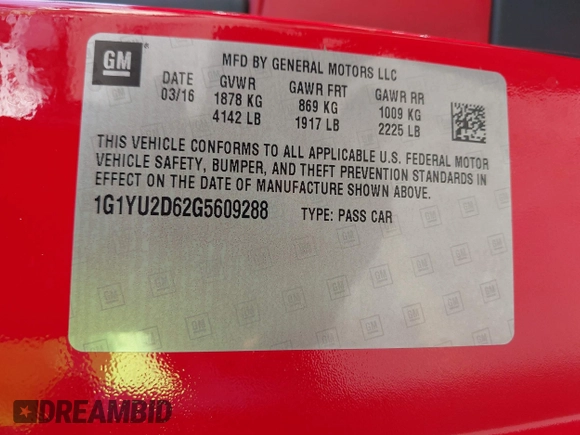 GM
MFD BY GENERAL MOTORS LLC
DATE GVWR GAWR FRT GAWR RR
03/16 1878 KG 869 KG 1009 KG
4142 LB 1917 LB 2225 LB
THIS VEHICLE CONFORMS TO ALL APPLICABLE U.S. FEDERAL MOTOR
VEHICLE SAFETY, BUMPER, AND THEFT PREVENTION STANDARDS IN
EFFECT ON THE DATE OF MANUFACTURE SHOWN ABOVE.
1G1YU2D62G5609288 TYPE: PASS CAR
DREAMBID